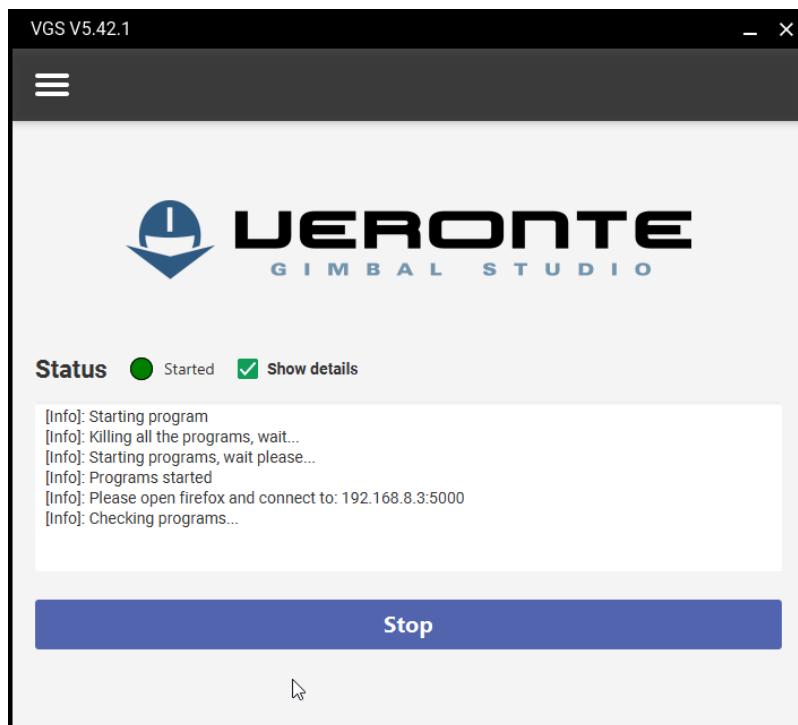 VGS V5.42.1
VERONTE
GIMBAL STUDIO
Status Started Show details
[Info]: Starting program
[Info]: Killing all the programs, wait...
[Info]: Starting programs, wait please...
[Info]: Programs started
[Info]: Please open firefox and connect to: 192.168.8.3:5000
[Info]: Checking programs...
Stop